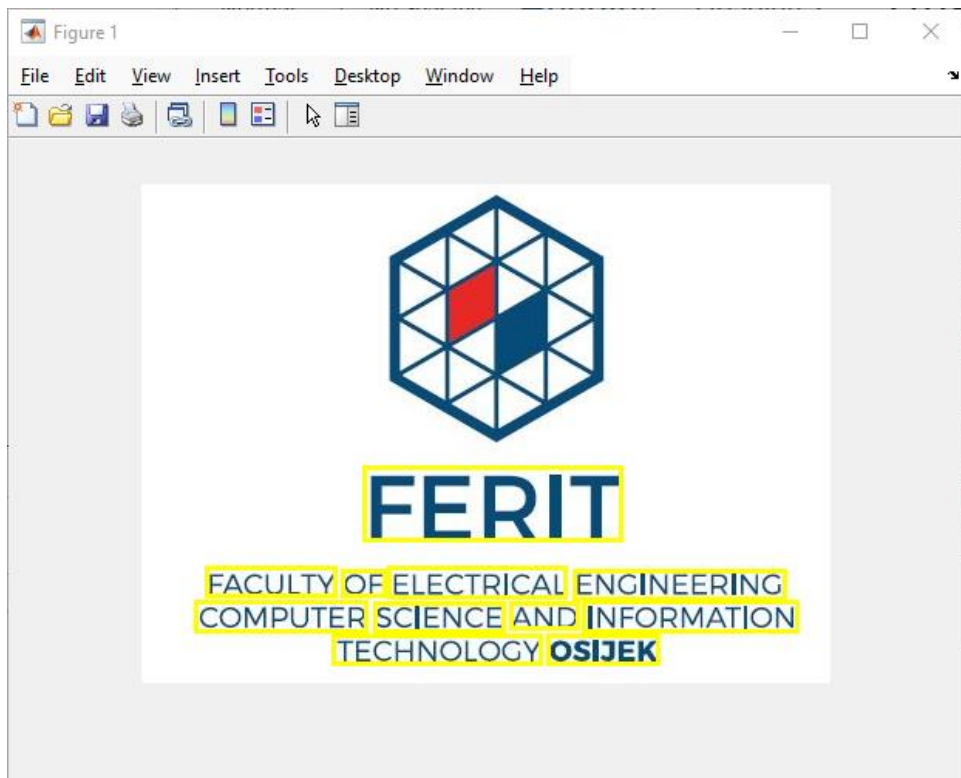 Figure 1
File Edit View Insert Tools Desktop Window Help
FERIT
FACULTY OF ELECTRICAL ENGINEERING
COMPUTER SCIENCE AND INFORMATION
TECHNOLOGY OSIJEK